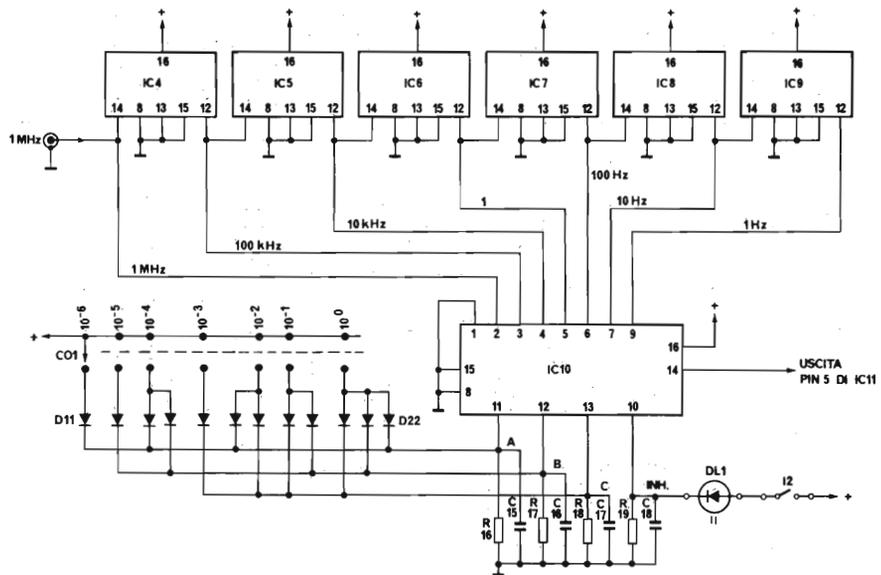 + + + + + +
16 16 16 16 16 16
IC4 IC5 IC6 IC7 IC8 IC9
14 8 13 15 12 14 8 13 15 12 14 8 13 15 12 14 8 13 15 12 14 8 13 15 12 14 8 13 15 12
1 MHz
100 Hz
1
10 Hz
10 kHz
1 Hz
100 kHz
1 MHz
10-6 10-5 10-4 10-3 10-2 10-1 100
+
CO1
+
1 2 3 4 5 6 7 9
16
IC10
15
14
8
USCITA
PIN 5 DI IC11
11 12 13 10
D11
D22
A
B
C
INH.
DL1
I2
+
R 16
C 15
R 17
C 16
R 18
C 17
R 19
C 18